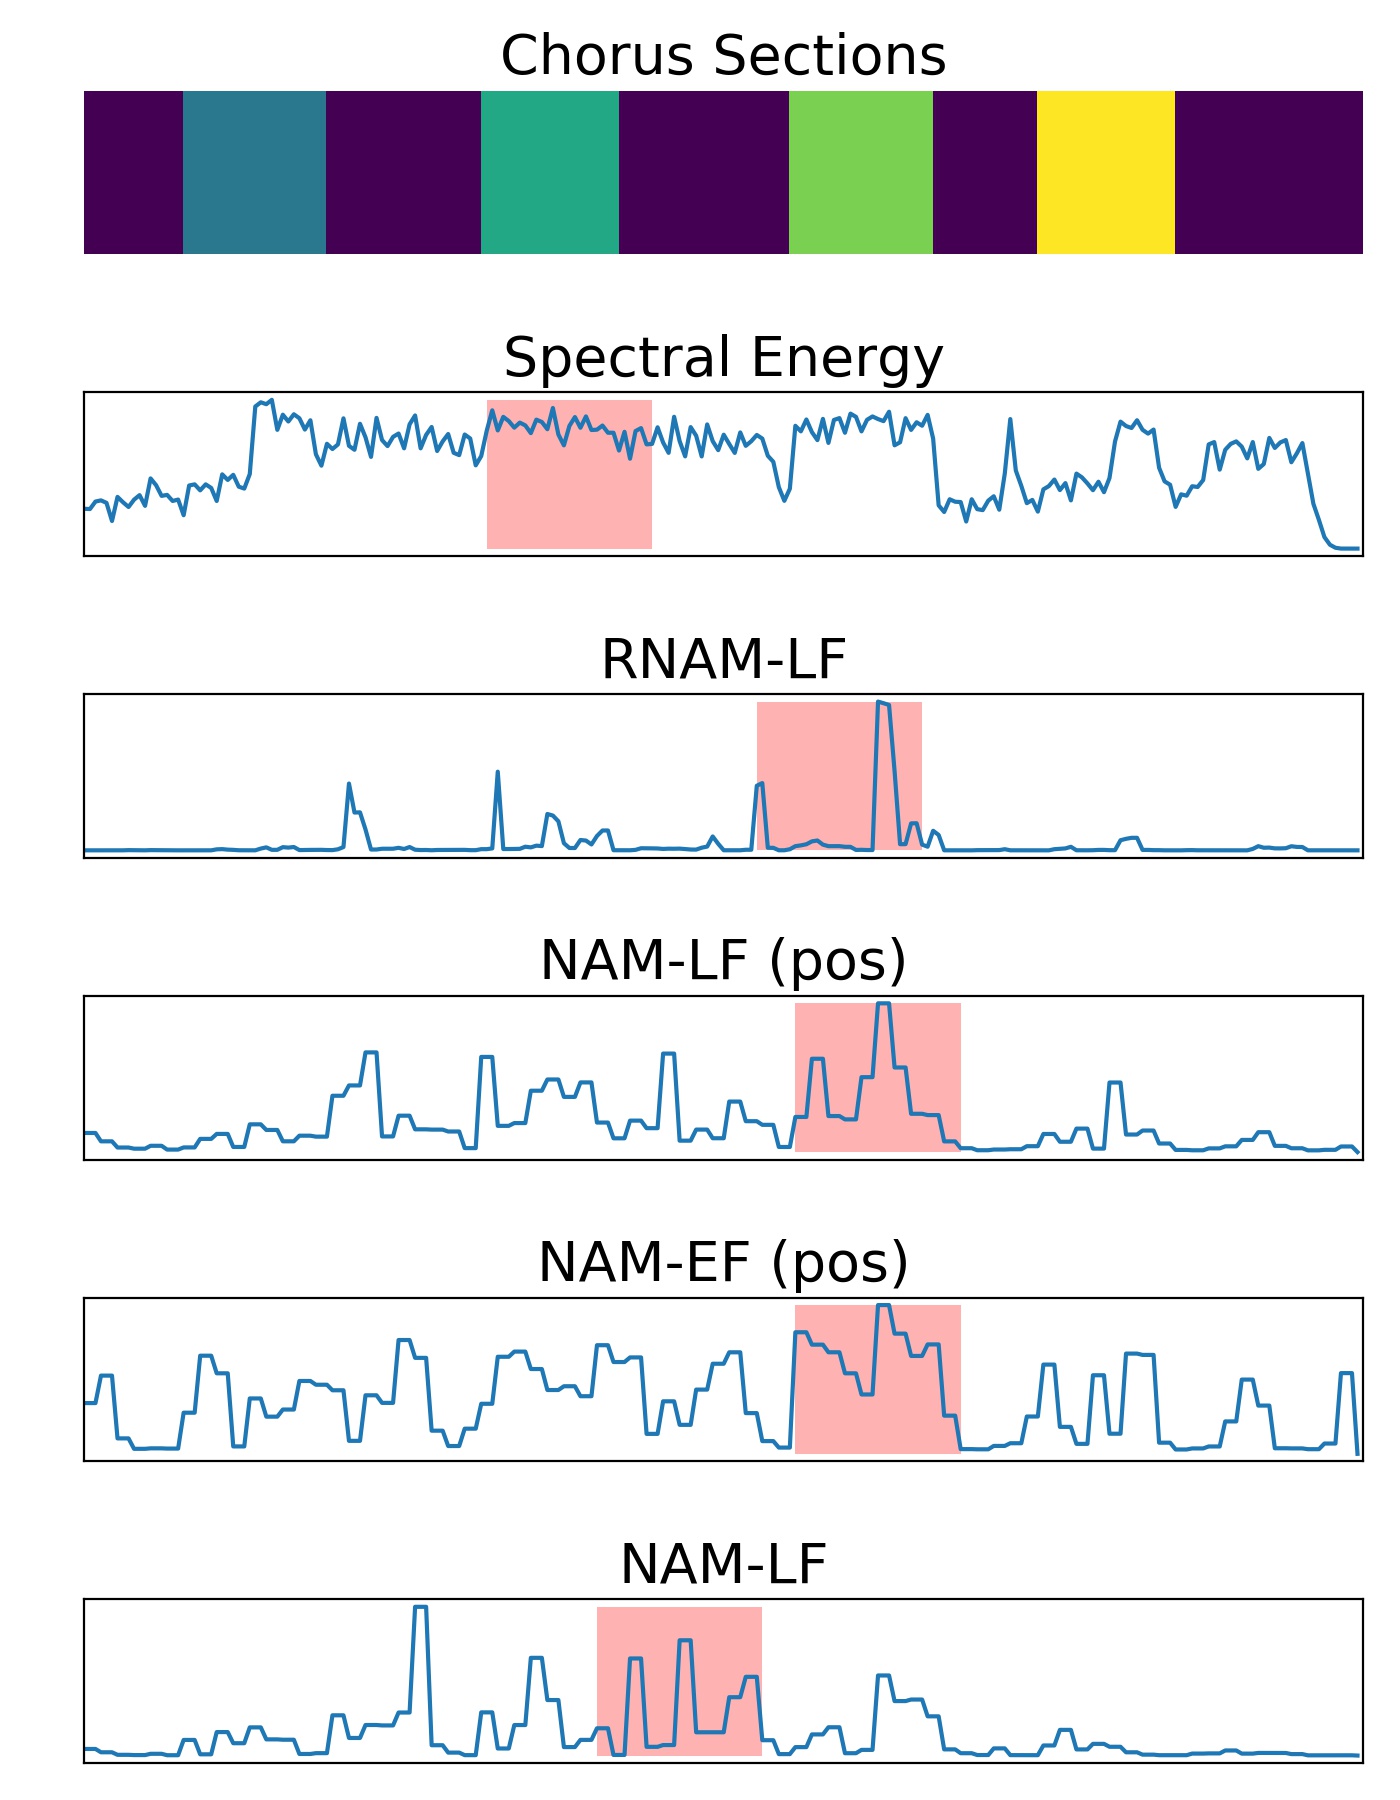 Chorus Sections
Spectral Energy
RNAM-LF
NAM-LF (pos)
NAM-EF (pos)
NAM-LF